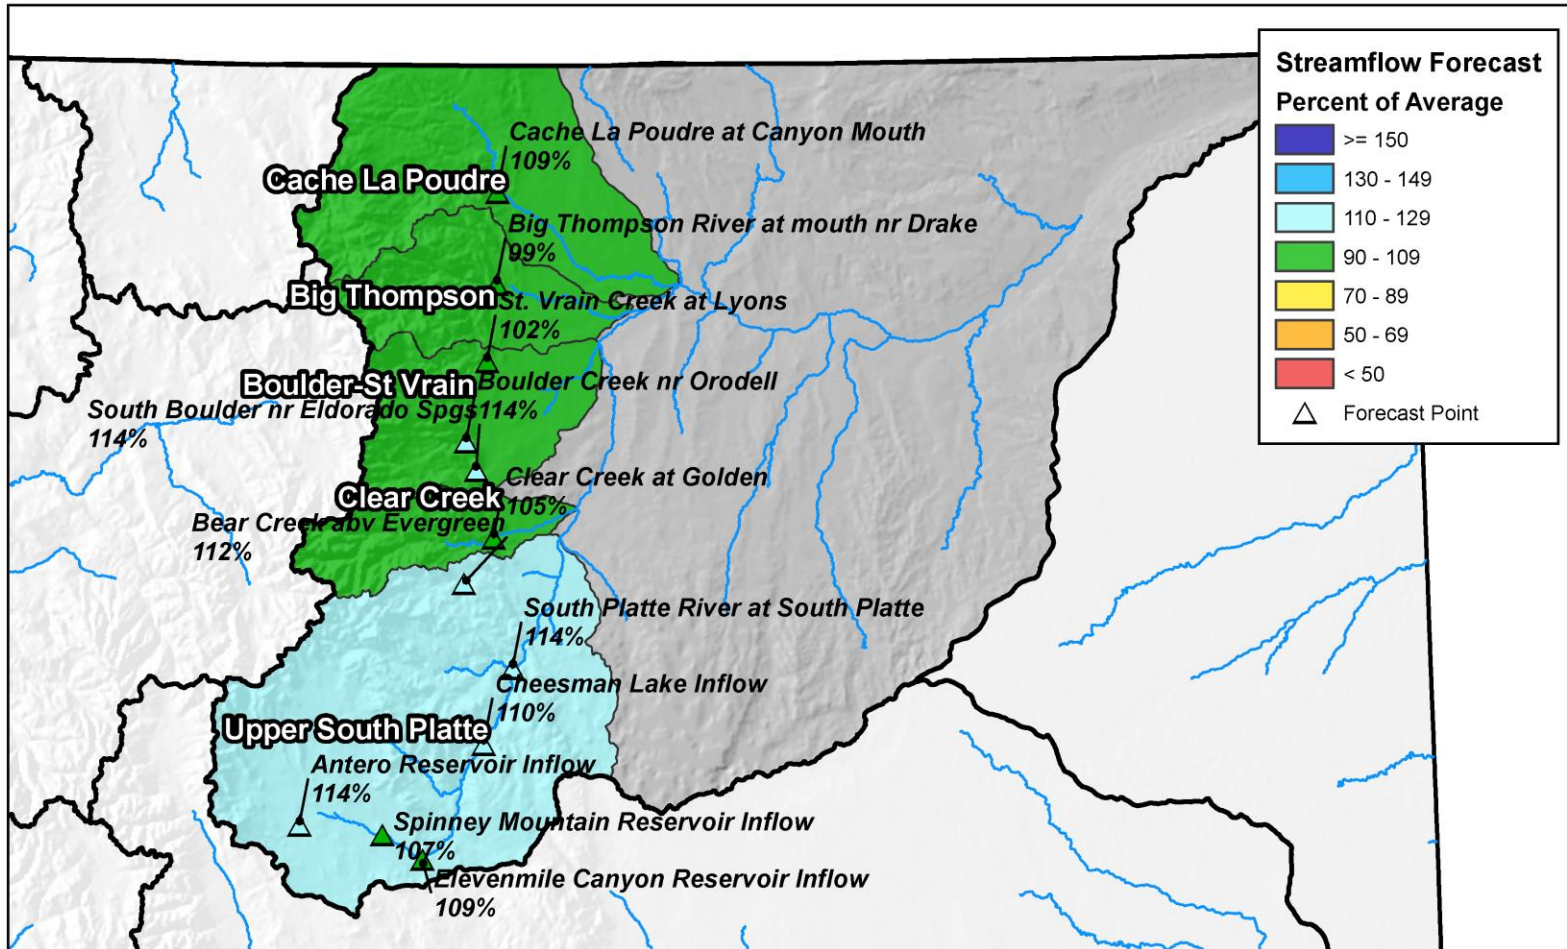 Streamflow Forecast
Percent of Average
>= 150
130 - 149
110 - 129
90 - 109
70 - 89
50 - 69
< 50
Forecast Point
Cache La Poudre at Canyon Mouth
109%
Cache La Poudre
Big Thompson River at mouth nr Drake
99%
Big Thompson
St. Vrain Creek at Lyons
102%
Boulder-St Vrain
Boulder Creek nr Orodell
114%
South Boulder nr Eldorado Spgs
114%
Clear Creek at Golden
105%
Clear Creek
Bear Creek abv Evergreen
112%
South Platte River at South Platte
114%
Cheesman Lake Inflow
110%
Upper South Platte
Antero Reservoir Inflow
114%
Spinney Mountain Reservoir Inflow
107%
Elevenmile Canyon Reservoir Inflow
109%